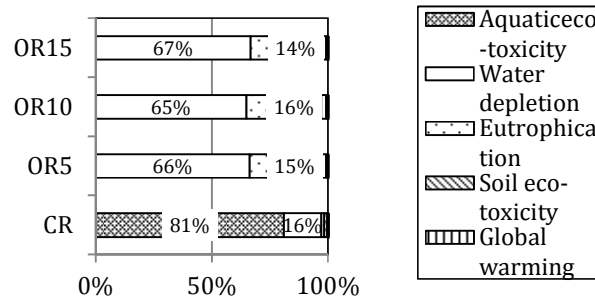 OR15
67%
14%
OR10
65%
16%
OR5
66%
15%
CR
81%
16%
0%
50%
100%
Aquaticeco
-toxicity
Water
depletion
Eutrophica
tion
Soil eco-
toxicity
Global
warming